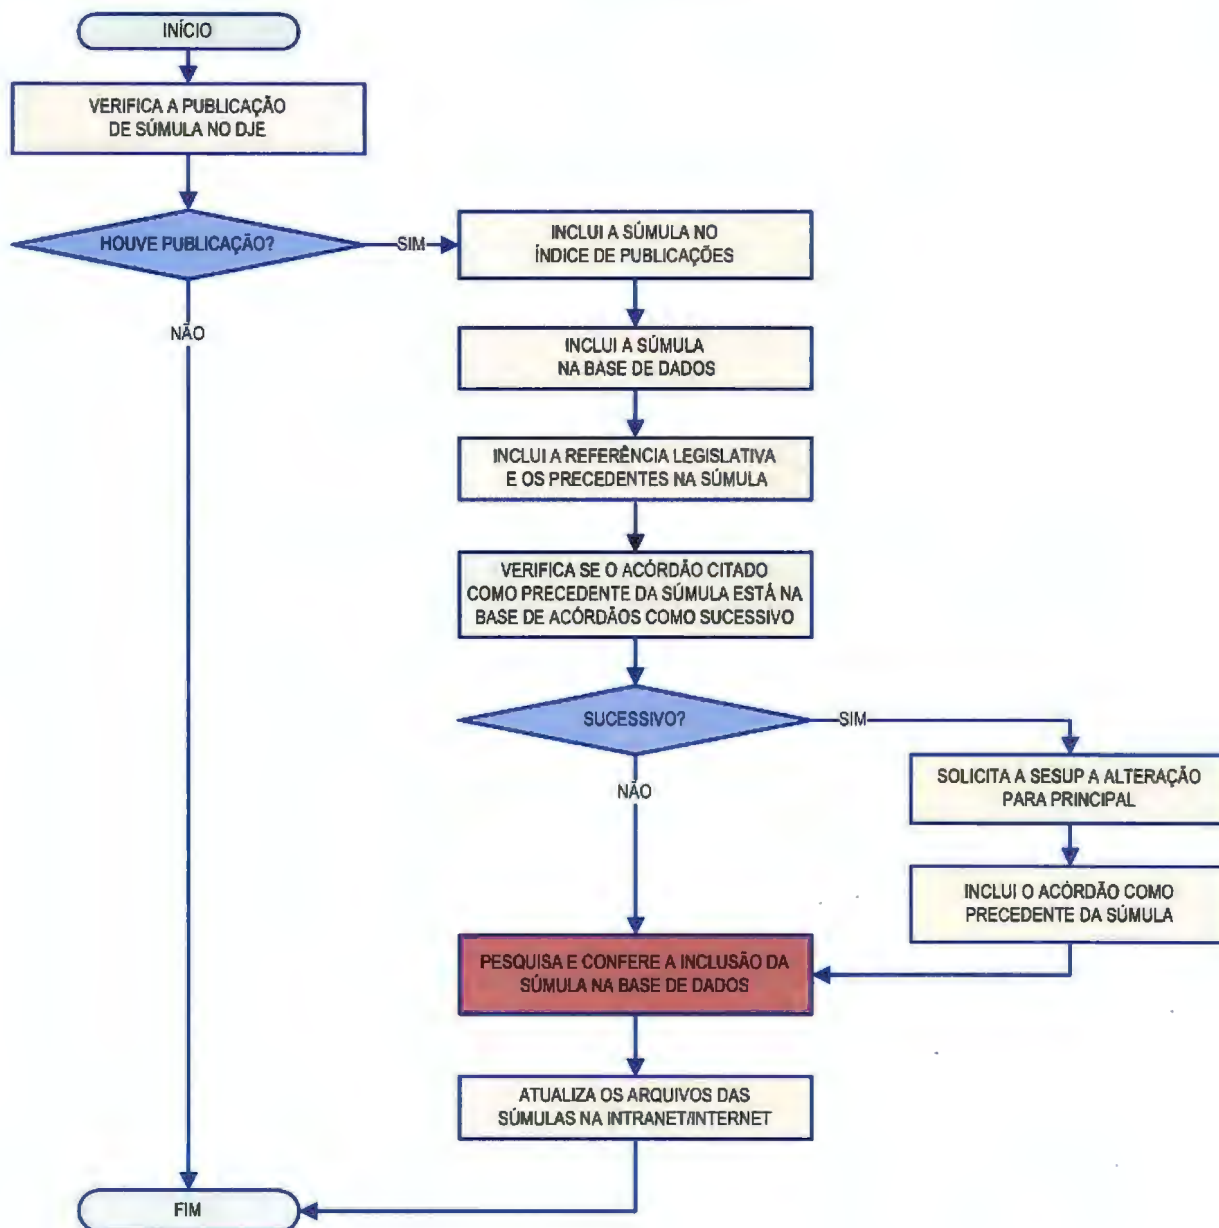 INÍCIO
VERIFICA A PUBLICAÇÃO
DE SÚMULA NO DJE
HOUVE PUBLICAÇÃO?
SIM
INCLUI A SÚMULA NO
ÍNDICE DE PUBLICAÇÕES
NÃO
INCLUI A SÚMULA
NA BASE DE DADOS
INCLUI A REFERÊNCIA LEGISLATIVA
E OS PRECEDENTES NA SÚMULA
VERIFICA SE O ACÓRDÃO CITADO
COMO PRECEDENTE DA SÚMULA ESTÁ NA
BASE DE ACÓRDÃOS COMO SUCESSIVO
SUCESSIVO?
SIM
SOLICITA A SESUP A ALTERAÇÃO
PARA PRINCIPAL
NÃO
INCLUI O ACÓRDÃO COMO
PRECEDENTE DA SÚMULA
PESQUISA E CONFERE A INCLUSÃO DA
SÚMULA NA BASE DE DADOS
ATUALIZA OS ARQUIVOS DAS
SÚMULAS NA INTRANET/INTERNET
FIM